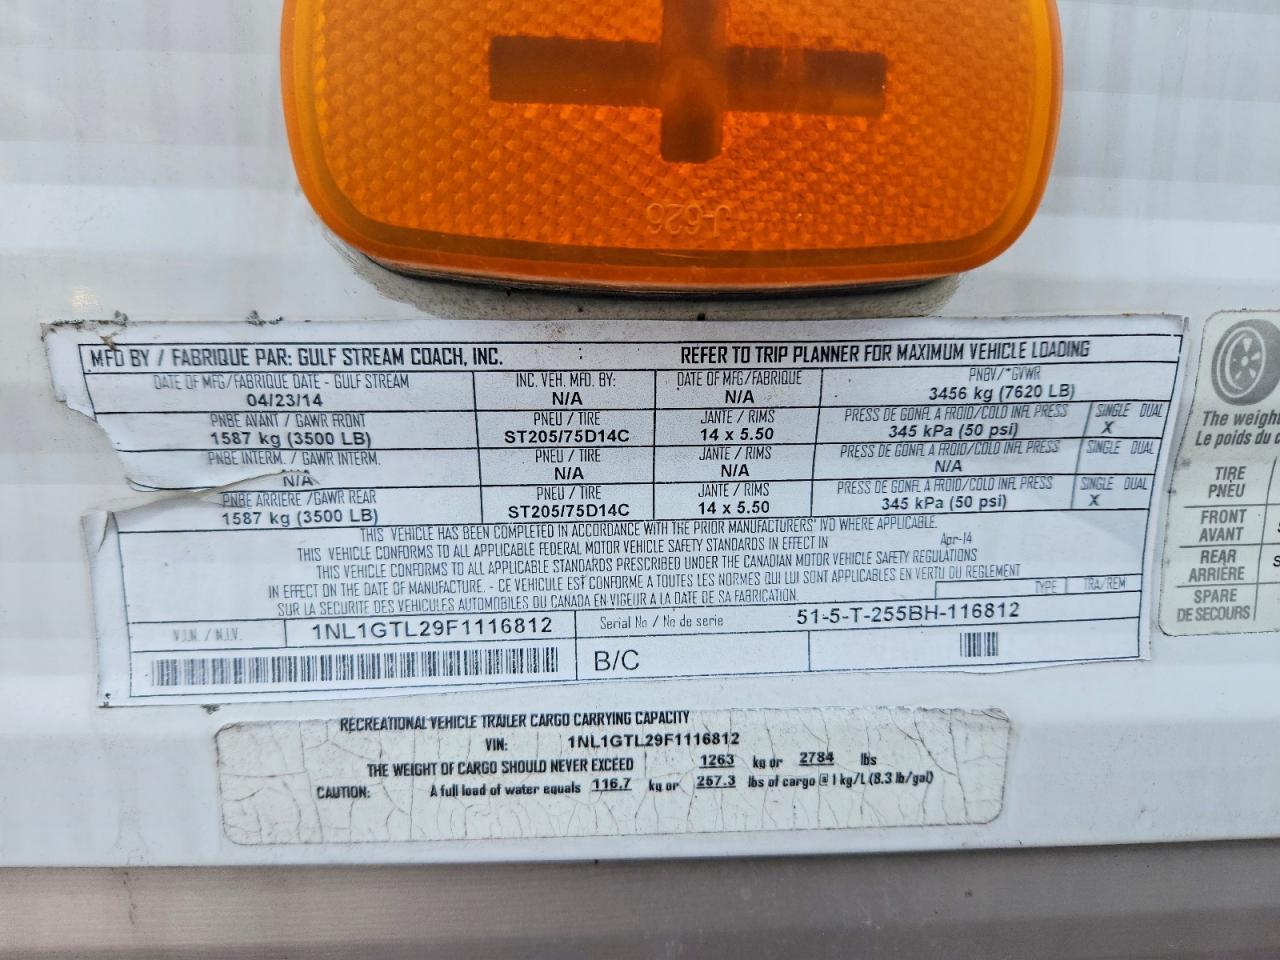 J-626
MFD BY / FABRIQUE PAR: GULF STREAM COACH, INC. : REFER TO TRIP PLANNER FOR MAXIMUM VEHICLE LOADING
DATE OF MFG/FABRIQUE DATE - GULF STREAM INC. VEH. MFD. BY: DATE OF MFG/FABRIQUE PNBV/*GVWR
04/23/14 N/A N/A 3456 kg (7620 LB)
PNBE AVANT / GAWR FRONT PNEU / TIRE JANTE / RIMS PRESS DE GONFL A FROID/COLD INFL PRESS SINGLE DUAL
1587 kg (3500 LB) ST205/75D14C 14 x 5.50 345 kPa (50 psi) X
PNBE INTERM. / GAWR INTERM. PNEU / TIRE JANTE / RIMS PRESS DE GONFL A FROID/COLD INFL PRESS SINGLE DUAL
N/A N/A N/A N/A
PNBE ARRIERE /GAWR REAR PNEU / TIRE JANTE / RIMS PRESS DE GONFL A FROID/COLD INFL PRESS SINGLE DUAL
1587 kg (3500 LB) ST205/75D14C 14 x 5.50 345 kPa (50 psi) X
THIS VEHICLE HAS BEEN COMPLETED IN ACCORDANCE WITH THE PRIOR MANUFACTURERS' IVD WHERE APPLICABLE.
THIS VEHICLE CONFORMS TO ALL APPLICABLE FEDERAL MOTOR VEHICLE SAFETY STANDARDS IN EFFECT IN Apr-14
THIS VEHICLE CONFORMS TO ALL APPLICABLE STANDARDS PRESCRIBED UNDER THE CANADIAN MOTOR VEHICLE SAFETY REGULATIONS
IN EFFECT ON THE DATE OF MANUFACTURE. - CE VEHICULE EST CONFORME A TOUTES LES NORMES QUI LUI SONT APPLICABLES EN VERTU DU REGLEMENT
SUR LA SECURITE DES VEHICULES AUTOMOBILES DU CANADA EN VIGEUR A LA DATE DE SA FABRICATION. TYPE TRA/REM
V.I.N. / N.I.V. 1NL1GTL29F1116812 Serial No / No de serie 51-5-T-255BH-116812
B/C
RECREATIONAL VEHICLE TRAILER CARGO CARRYING CAPACITY
VIN: 1NL1GTL29F1116812
THE WEIGHT OF CARGO SHOULD NEVER EXCEED 1263 kg or 2784 lbs
CAUTION: A full load of water equals 116.7 kg or 257.3 lbs of cargo @ 1 kg/L (8.3 lb/gal)
The weigh
Le poids du
TIRE
PNEU
FRONT
AVANT
REAR
ARRIÈRE
SPARE
DE SECOURS